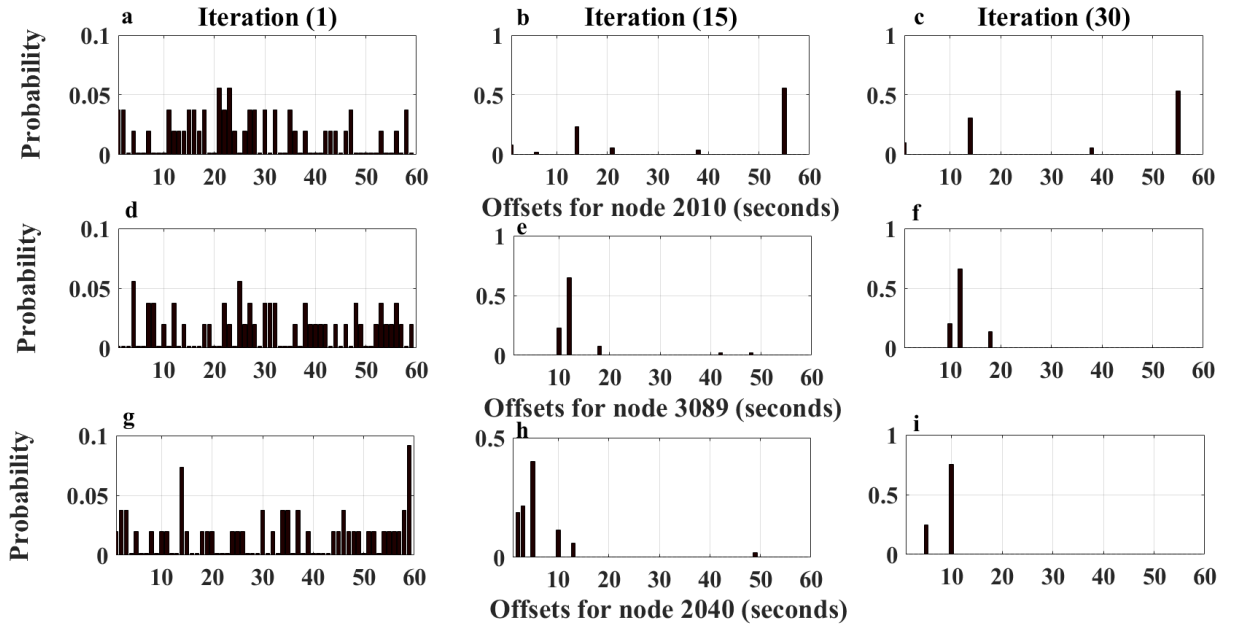 a Iteration (1) b Iteration (15) c Iteration (30)
Probability
0.1 0.05 0
10 20 30 40 50 60
1 0.5 0
10 20 30 40 50 60
1 0.5 0
10 20 30 40 50 60
Offsets for node 2010 (seconds)
d e f
Probability
0.1 0.05 0
10 20 30 40 50 60
1 0.5 0
10 20 30 40 50 60
1 0.5 0
10 20 30 40 50 60
Offsets for node 3089 (seconds)
g h i
Probability
0.1 0.05 0
10 20 30 40 50 60
0.5 0
10 20 30 40 50 60
1 0.5 0
10 20 30 40 50 60
Offsets for node 2040 (seconds)